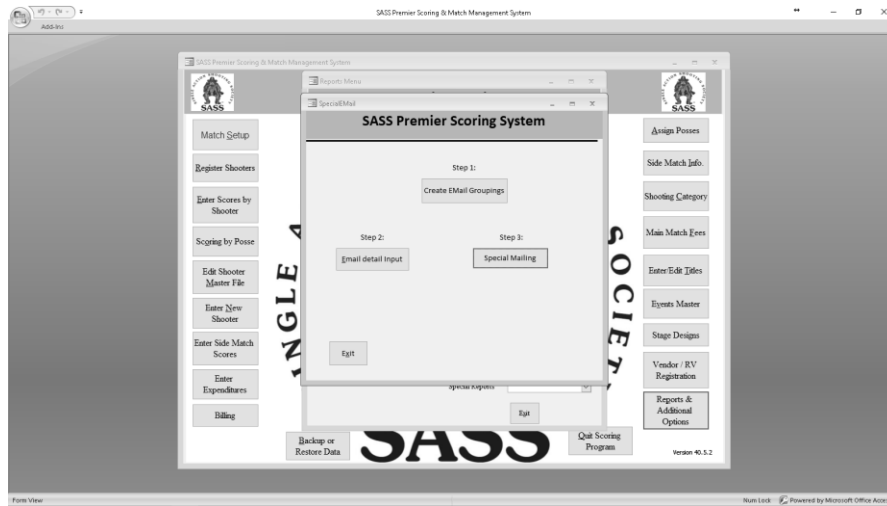 SASS Premier Scoring & Match Management System
Add-Ins
SASS Premier Scoring & Match Management System
Reports Menu
SpecialEMail
SASS Premier Scoring System
Step 1:
Create EMail Groupings
Step 2:
Step 3:
Email detail Input
Special Mailing
Exit
SASS
SASS
Match Setup
Register Shooters
Enter Scores by
Shooter
Scoring by Posse
Edit Shooter
Master File
Enter New
Shooter
Enter Side Match
Scores
Enter
Expenditures
Billing
Assign Posses
Side Match Info.
Shooting Category
Main Match Fees
Enter/Edit Titles
Events Master
Stage Designs
Vendor / RV
Registration
Reports &
Additional
Options
Special Reports
Exit
Backup or
Restore Data
SASS
Quit Scoring
Program
Version 40.5.2
Form View
Num Lock
Powered by Microsoft Office Acce